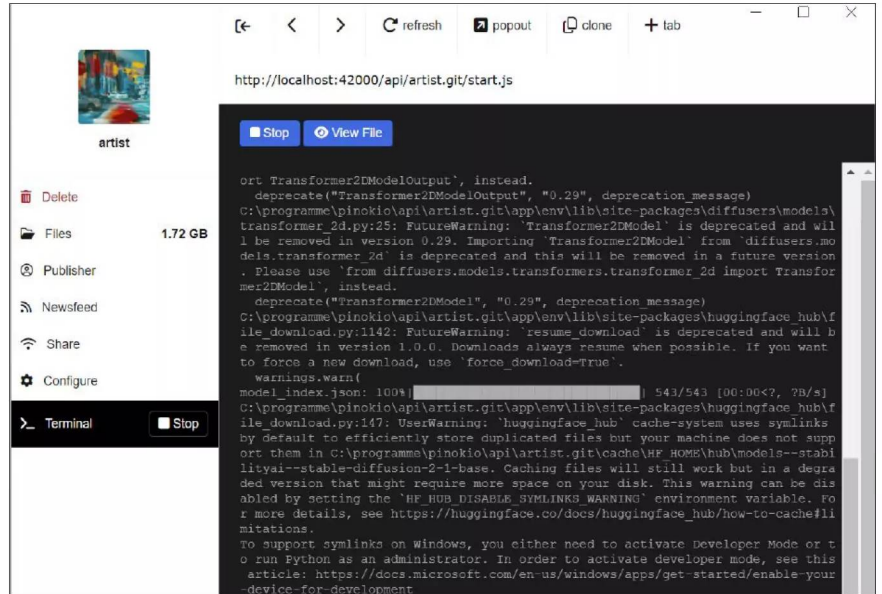 refresh
popout
clone
tab
http://localhost:42000/api/artist.git/start.js
artist
Delete
Files 1.72 GB
Publisher
Newsfeed
Share
Configure
Terminal Stop
Stop View File
ort Transformer2DModelOutput`, instead.
deprecate("Transformer2DModelOutput", "0.29", deprecation_message)
C:\programme\pinokio\api\artist.git\app\env\lib\site-packages\diffusers\models\
transformer_2d.py:25: FutureWarning: `Transformer2DModel` is deprecated and wil
l be removed in version 0.29. Importing `Transformer2DModel` from `diffusers.mo
dels.transformer_2d` is deprecated and this will be removed in a future version
. Please use `from diffusers.models.transformers.transformer_2d import Transfor
mer2DModel`, instead.
deprecate("Transformer2DModel", "0.29", deprecation_message)
C:\programme\pinokio\api\artist.git\app\env\lib\site-packages\huggingface_hub\f
ile_download.py:1142: FutureWarning: `resume_download` is deprecated and will b
e removed in version 1.0.0. Downloads always resume when possible. If you want
to force a new download, use `force_download=True`.
warnings.warn(
model_index.json: 100%| | 543/543 [00:00<?, ?B/s]
C:\programme\pinokio\api\artist.git\app\env\lib\site-packages\huggingface_hub\f
ile_download.py:147: UserWarning: `huggingface_hub` cache-system uses symlinks
by default to efficiently store duplicated files but your machine does not supp
ort them in C:\programme\pinokio\api\artist.git\cache\HF_HOME\hub\models--stabi
lityai--stable-diffusion-2-1-base. Caching files will still work but in a degra
ded version that might require more space on your disk. This warning can be dis
abled by setting the `HF_HUB_DISABLE_SYMLINKS_WARNING` environment variable. Fo
r more details, see https://huggingface.co/docs/huggingface_hub/how-to-cache#li
mitations.
To support symlinks on Windows, you either need to activate Developer Mode or t
o run Python as an administrator. In order to activate developer mode, see this
article: https://docs.microsoft.com/en-us/windows/apps/get-started/enable-your
-device-for-development